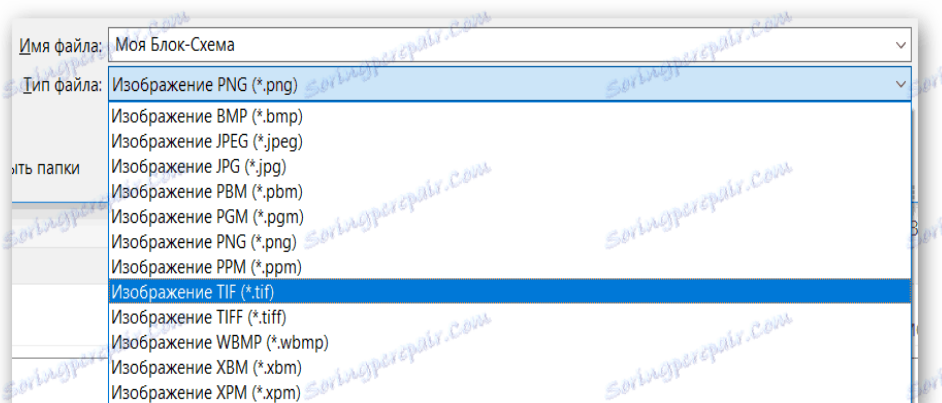 Имя файла: Моя Блок-Схема
Тип файла: Изображение PNG (*.png)
Изображение BMP (*.bmp)
Изображение JPEG (*.jpeg)
Изображение JPG (*.jpg)
ыть папки
Изображение PBM (*.pbm)
Изображение PGM (*.pgm)
Изображение PNG (*.png)
Изображение PPM (*.ppm)
Изображение TIF (*.tif)
Изображение TIFF (*.tiff)
Изображение WBMP (*.wbmp)
Изображение XBM (*.xbm)
Изображение XPM (*.xpm)
Soringpcrepair.Com